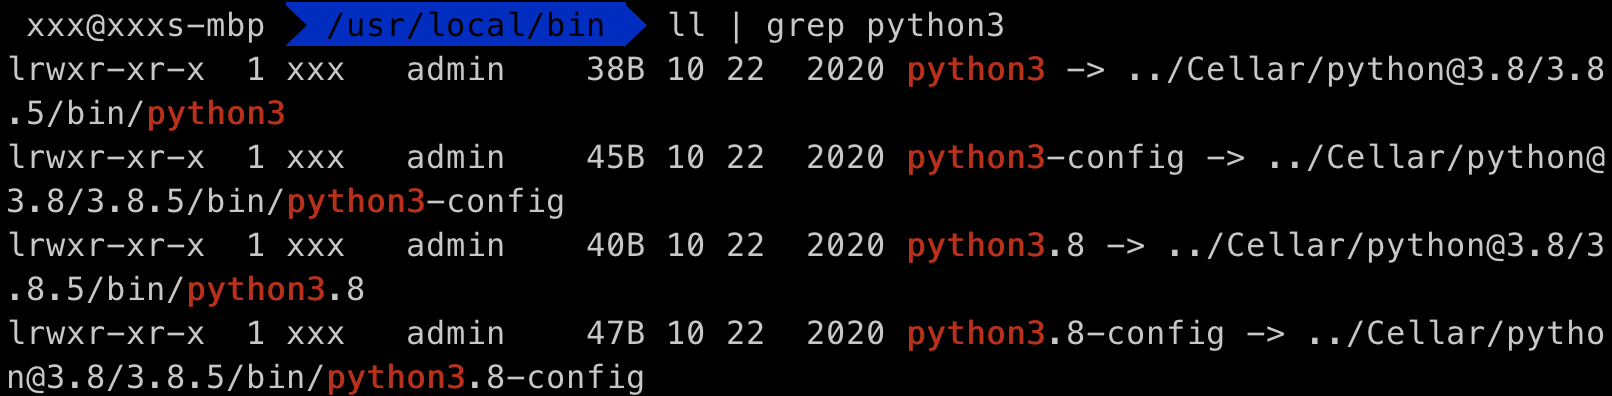 xxx@xxxs-mbp /usr/local/bin ll | grep python3
lrwxr-xr-x 1 xxx admin 38B 10 22 2020 python3 -> ../Cellar/python@3.8/3.8
.5/bin/python3
lrwxr-xr-x 1 xxx admin 45B 10 22 2020 python3-config -> ../Cellar/python@
3.8/3.8.5/bin/python3-config
lrwxr-xr-x 1 xxx admin 40B 10 22 2020 python3.8 -> ../Cellar/python@3.8/3
.8.5/bin/python3.8
lrwxr-xr-x 1 xxx admin 47B 10 22 2020 python3.8-config -> ../Cellar/pytho
n@3.8/3.8.5/bin/python3.8-config